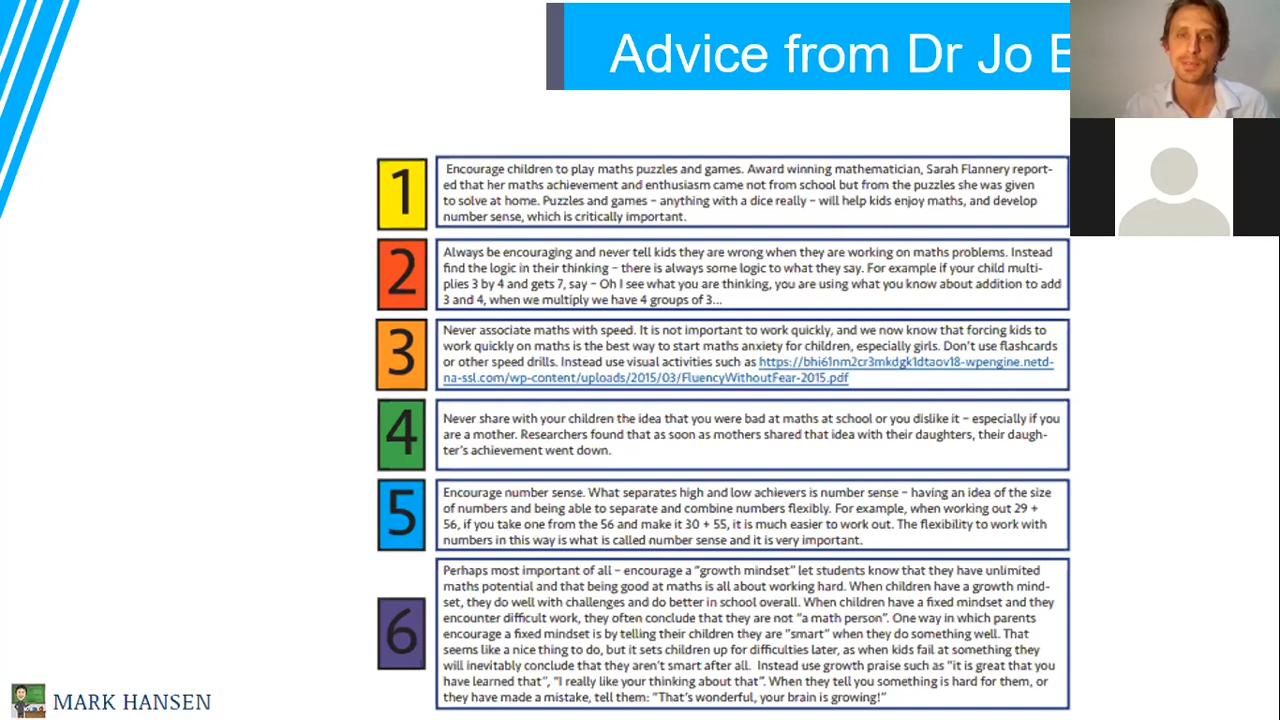 Advice from Dr Jo
1
Encourage children to play maths puzzles and games. Award winning mathematician, Sarah Flannery report-
ed that her maths achievement and enthusiasm came not from school but from the puzzles she was given
to solve at home. Puzzles and games – anything with a dice really – will help kids enjoy maths, and develop
number sense, which is critically important.
2
Always be encouraging and never tell kids they are wrong when they are working on maths problems. Instead
find the logic in their thinking – there is always some logic to what they say. For example if your child multi-
plies 3 by 4 and gets 7, say – Oh I see what you are thinking, you are using what you know about addition to add
3 and 4, when we multiply we have 4 groups of 3...
3
Never associate maths with speed. It is not important to work quickly, and we now know that forcing kids to
work quickly on maths is the best way to start maths anxiety for children, especially girls. Don't use flashcards
or other speed drills. Instead use visual activities such as https://bhi61nm2cr3mkdgk1dtaov18-wpengine.netd-
na-ssl.com/wp-content/uploads/2015/03/FluencyWithoutFear-2015.pdf
4
Never share with your children the idea that you were bad at maths at school or you dislike it – especially if you
are a mother. Researchers found that as soon as mothers shared that idea with their daughters, their daugh-
ter's achievement went down.
5
Encourage number sense. What separates high and low achievers is number sense – having an idea of the size
of numbers and being able to separate and combine numbers flexibly. For example, when working out 29 +
56, if you take one from the 56 and make it 30 + 55, it is much easier to work out. The flexibility to work with
numbers in this way is what is called number sense and it is very important.
6
Perhaps most important of all – encourage a "growth mindset" let students know that they have unlimited
maths potential and that being good at maths is all about working hard. When children have a growth mind-
set, they do well with challenges and do better in school overall. When children have a fixed mindset and they
encounter difficult work, they often conclude that they are not "a math person". One way in which parents
encourage a fixed mindset is by telling their children they are "smart" when they do something well. That
seems like a nice thing to do, but it sets children up for difficulties later, as when kids fail at something they
will inevitably conclude that they aren't smart after all. Instead use growth praise such as "it is great that you
have learned that", "I really like your thinking about that". When they tell you something is hard for them, or
they have made a mistake, tell them: "That's wonderful, your brain is growing!"
MARK HANSEN